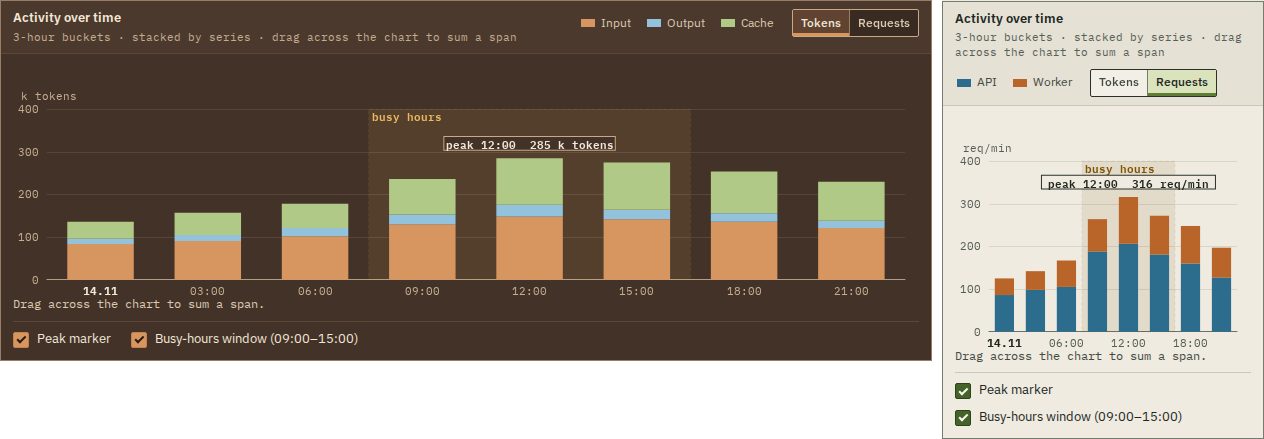 Activity over time
3-hour buckets · stacked by series · drag across the chart to sum a span
Input Output Cache Tokens Requests
k tokens
400
300
200
100
0
busy hours
peak 12:00 285 k tokens
14.11 03:00 06:00 09:00 12:00 15:00 18:00 21:00
Drag across the chart to sum a span.
Peak marker Busy-hours window (09:00–15:00)
Activity over time
3-hour buckets · stacked by series · drag
across the chart to sum a span
API Worker Tokens Requests
req/min
400
300
200
100
0
busy hours
peak 12:00 316 req/min
14.11 06:00 12:00 18:00
Drag across the chart to sum a span.
Peak marker
Busy-hours window (09:00–15:00)